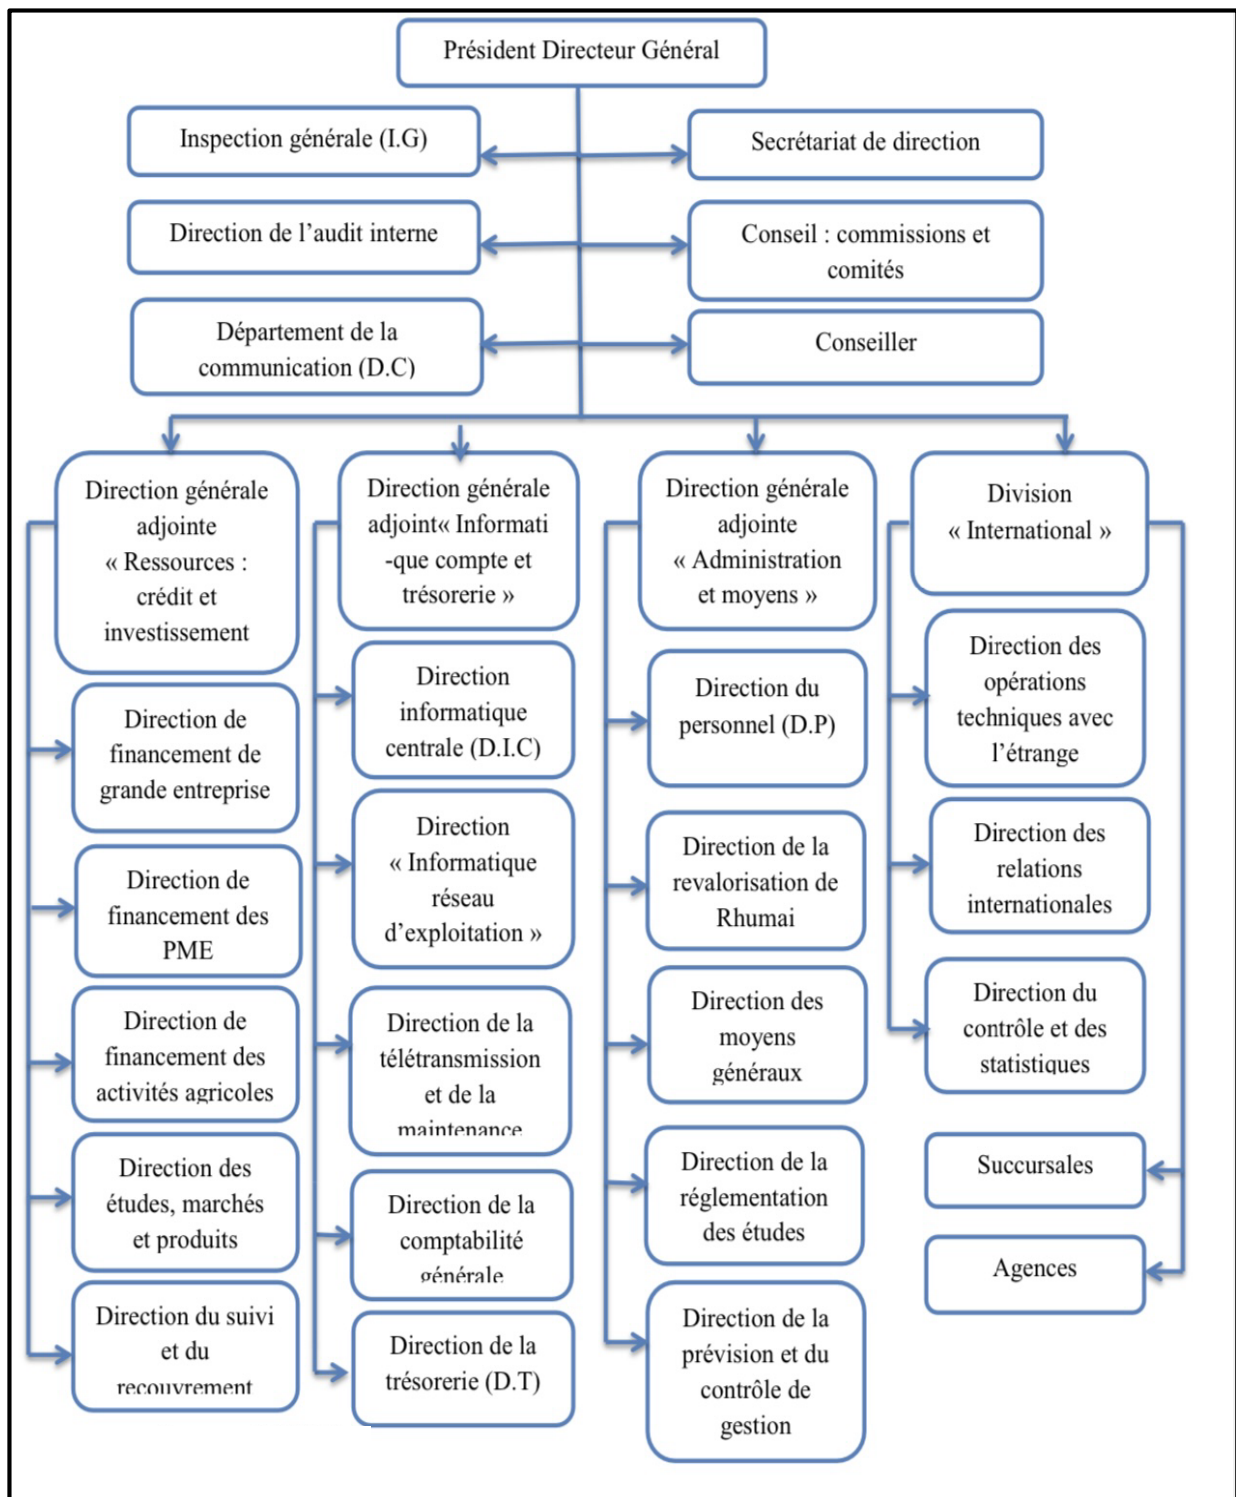 Président Directeur Général
Inspection générale (I.G)
Secrétariat de direction
Direction de l’audit interne
Conseil : commissions et
comités
Département de la
communication (D.C)
Conseiller
Direction générale
adjointe
« Ressources :
crédit et
investissement
Direction générale
adjoint« Informati
-que compte et
trésorerie »
Direction générale
adjointe
« Administration
et moyens »
Division
« International »
Direction de
financement de
grande entreprise
Direction de
financement des
PME
Direction de
financement des
activités agricoles
Direction des
études, marchés
et produits
Direction du suivi
et du
recouvrement
Direction
informatique
centrale (D.I.C)
Direction
« Informatique
réseau
d’exploitation »
Direction de la
télétransmission
et de la
maintenance
Direction de la
comptabilité
générale
Direction de la
trésorerie (D.T)
Direction du
personnel (D.P)
Direction de la
revalorisation de
Rhumai
Direction des
moyens
généraux
Direction de la
réglementation
des études
Direction de la
prévision et du
contrôle de
gestion
Direction des
opérations
techniques avec
l’étrange
Direction des
relations
internationales
Direction du
contrôle et des
statistiques
Succursales
Agences